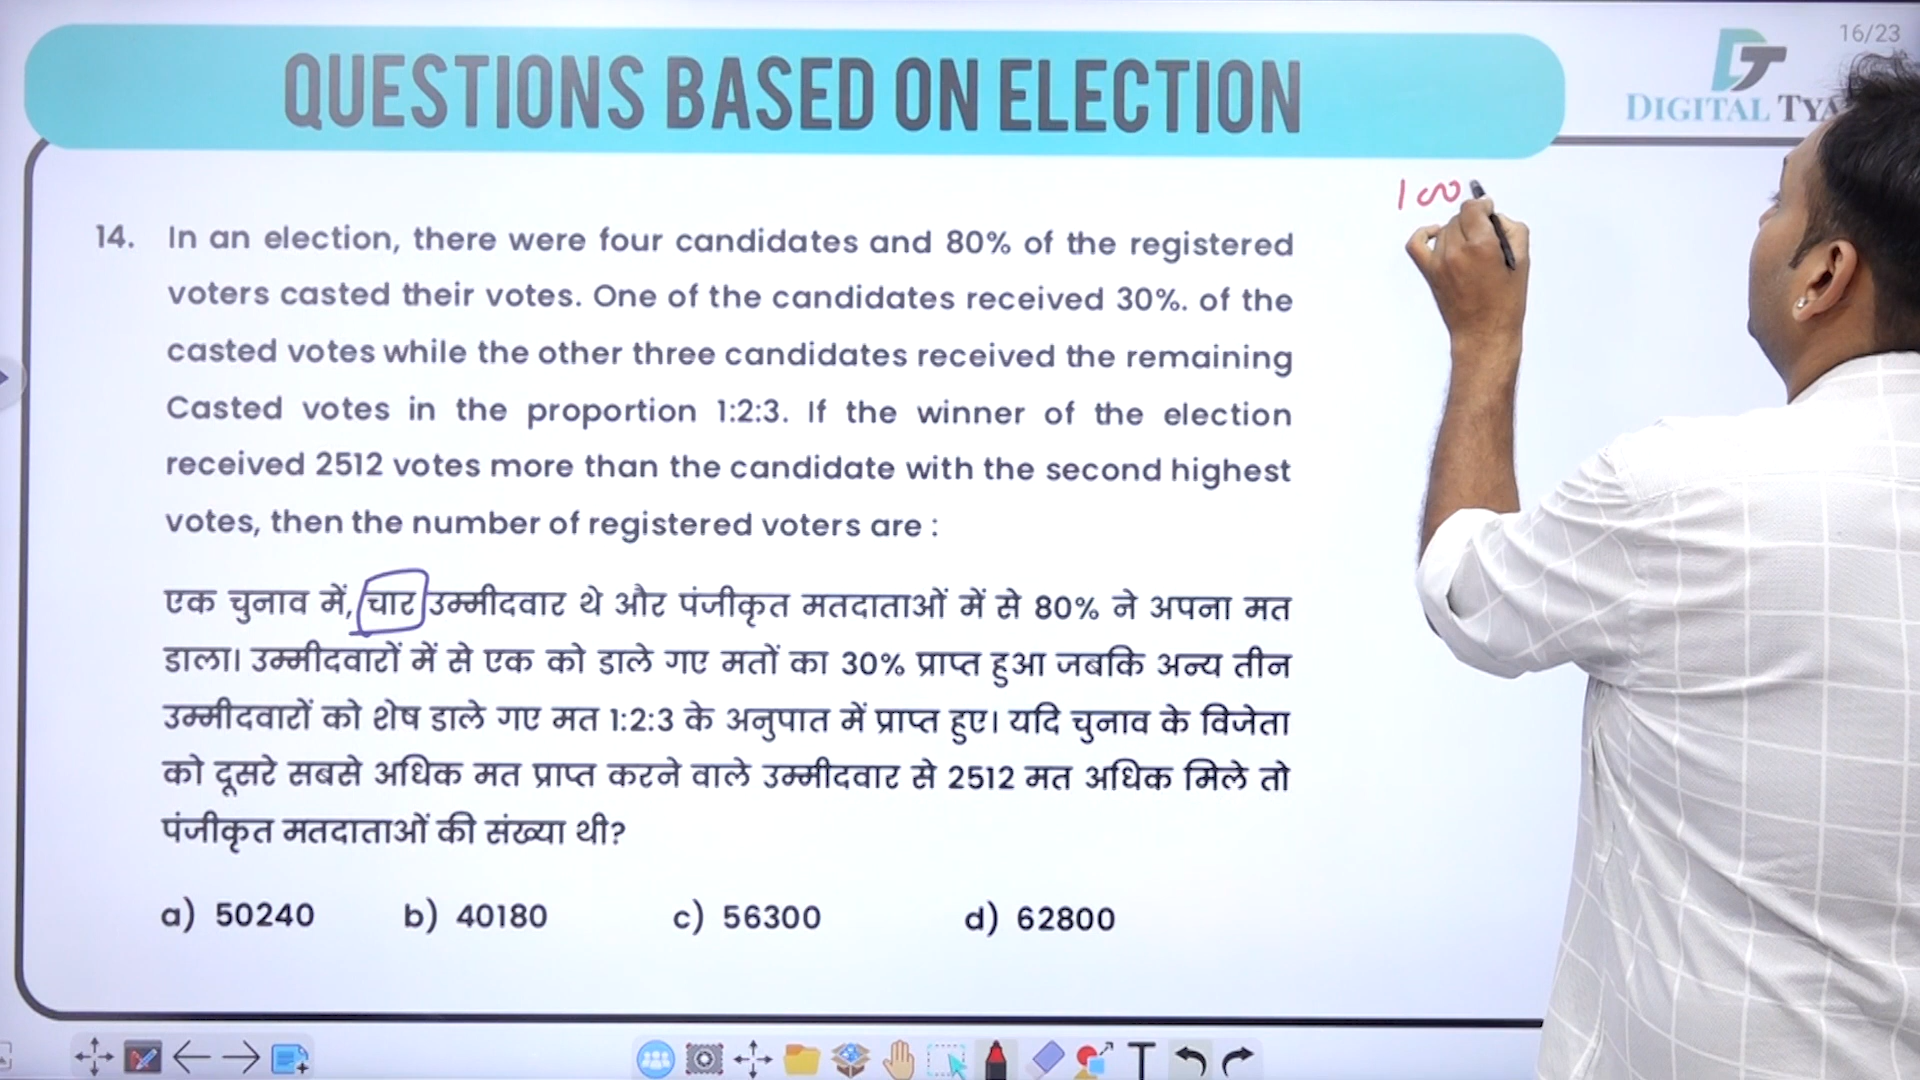 16/23
QUESTIONS BASED ON ELECTION
DIGITAL
14. In an election, there were four candidates and 80% of the registered
voters casted their votes. One of the candidates received 30%. of the
casted votes while the other three candidates received the remaining
Casted votes in the proportion 1:2:3. If the winner of the election
received 2512 votes more than the candidate with the second highest
votes, then the number of registered voters are :
एक चुनाव में, चार उम्मीदवार थे और पंजीकृत मतदाताओं में से 80% ने अपना मत
डाला। उम्मीदवारों में से एक को डाले गए मतों का 30% प्राप्त हुआ जबकि अन्य तीन
उम्मीदवारों को शेष डाले गए मत 1:2:3 के अनुपात में प्राप्त हुए। यदि चुनाव के विजेता
को दूसरे सबसे अधिक मत प्राप्त करने वाले उम्मीदवार से 2512 मत अधिक मिले तो
पंजीकृत मतदाताओं की संख्या थी?
a) 50240 b) 40180 c) 56300 d) 62800